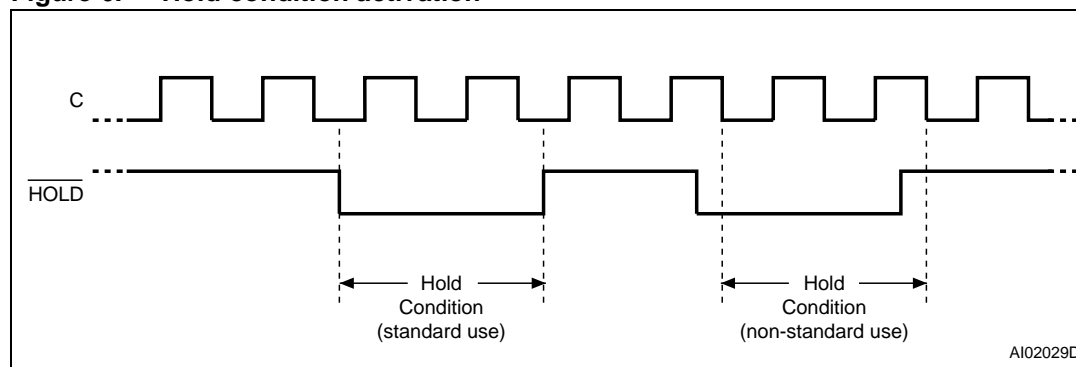 C
HOLD
Hold
Condition
(standard use)
Hold
Condition
(non-standard use)
AI02029D